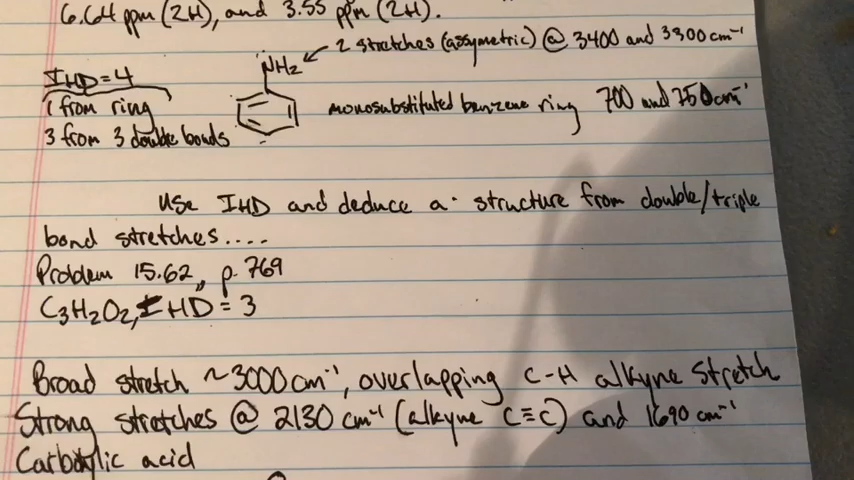 6.64 ppm (2H), and 3.55 ppm (2H).
2 stretches (assymetric) @ 3400 and 3300 cm⁻¹
NH₂
IHD = 4
1 from ring
monosubstituted benzene ring 700 and 750 cm⁻¹
3 from 3 double bonds
Use IHD and deduce a structure from double/triple
bond stretches....
Problem 15.62, p. 769
C₃H₂O₂, IHD = 3
Broad stretch ~3000 cm⁻¹, overlapping C-H alkyne stretch
Strong stretches @ 2130 cm⁻¹ (alkyne C≡C) and 1690 cm⁻¹
Carboxylic acid